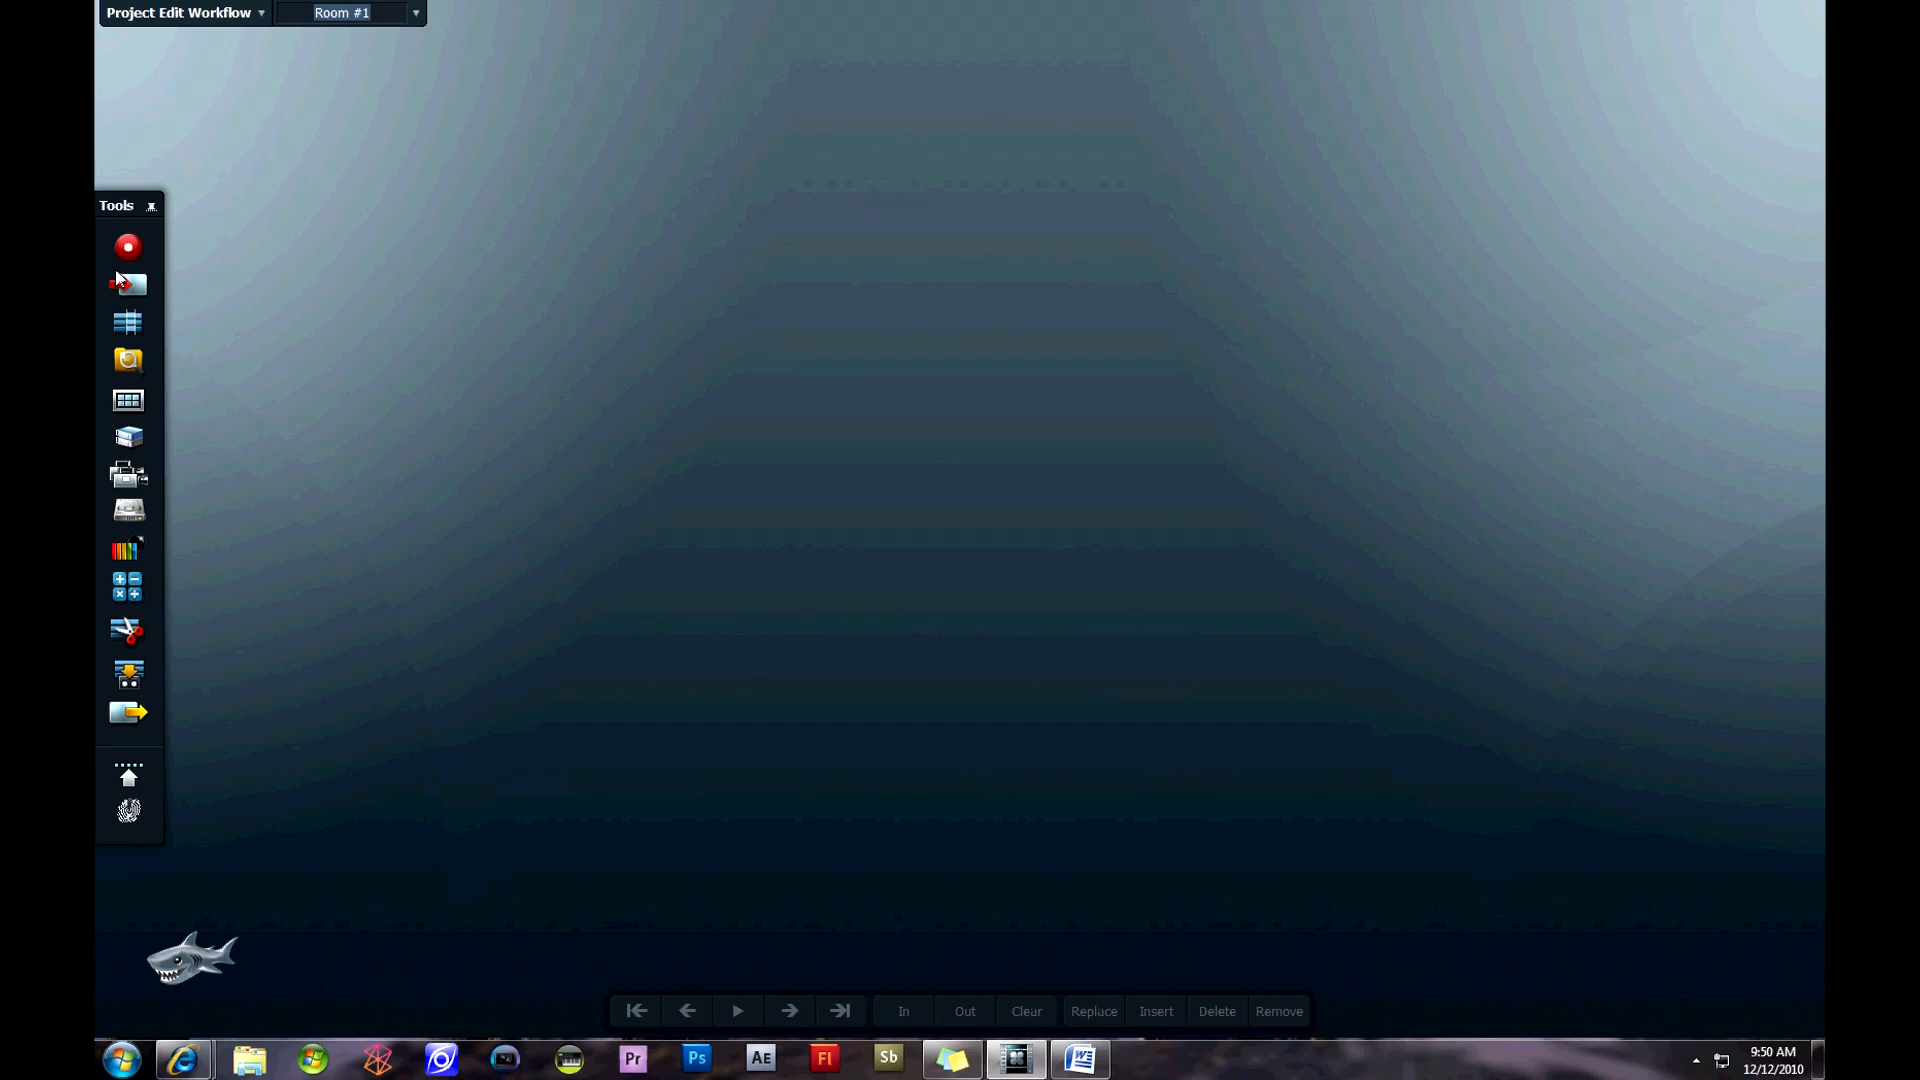 Project Edit Workflow
Room #1
Tools
In
Out
Clear
Replace
Insert
Delete
Remove
Pr
Ps
AE
Fl
Sb
W
9:50 AM
12/12/2010